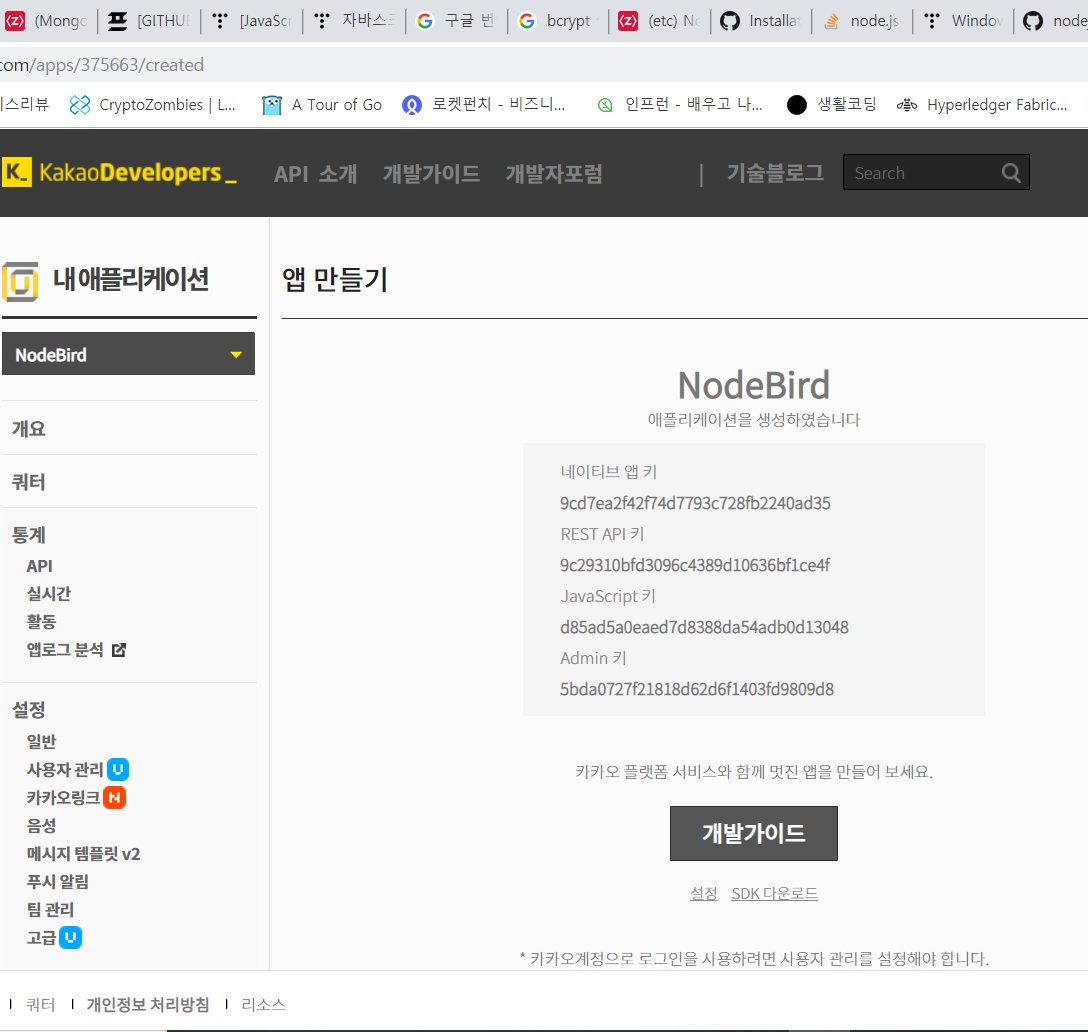 (Mongo [GITHUB [JavaScr 자바스크 구글 번 bcrypt (etc) No Installat node.js Window node.
com/apps/375663/created
스리뷰 CryptoZombies | L... A Tour of Go 로켓펀치 - 비즈니... 인프런 - 배우고 나... 생활코딩 Hyperledger Fabric...
K_ KakaoDevelopers_ API 소개 개발가이드 개발자포럼 | 기술블로그 Search
내 애플리케이션
앱 만들기
NodeBird
NodeBird
애플리케이션을 생성하였습니다
개요
쿼터
통계
API
실시간
활동
앱로그 분석
설정
일반
사용자 관리 U
카카오링크 N
음성
메시지 템플릿 v2
푸시 알림
팀 관리
고급 U
네이티브 앱 키
9cd7ea2f42f74d7793c728fb2240ad35
REST API 키
9c29310bfd3096c4389d10636bf1ce4f
JavaScript 키
d85ad5a0eaed7d8388da54adb0d13048
Admin 키
5bda0727f21818d62d6f1403fd9809d8
카카오 플랫폼 서비스와 함께 멋진 앱을 만들어 보세요.
개발가이드
설정 SDK 다운로드
* 카카오계정으로 로그인을 사용하려면 사용자 관리를 설정해야 합니다.
쿼터 개인정보 처리방침 리소스